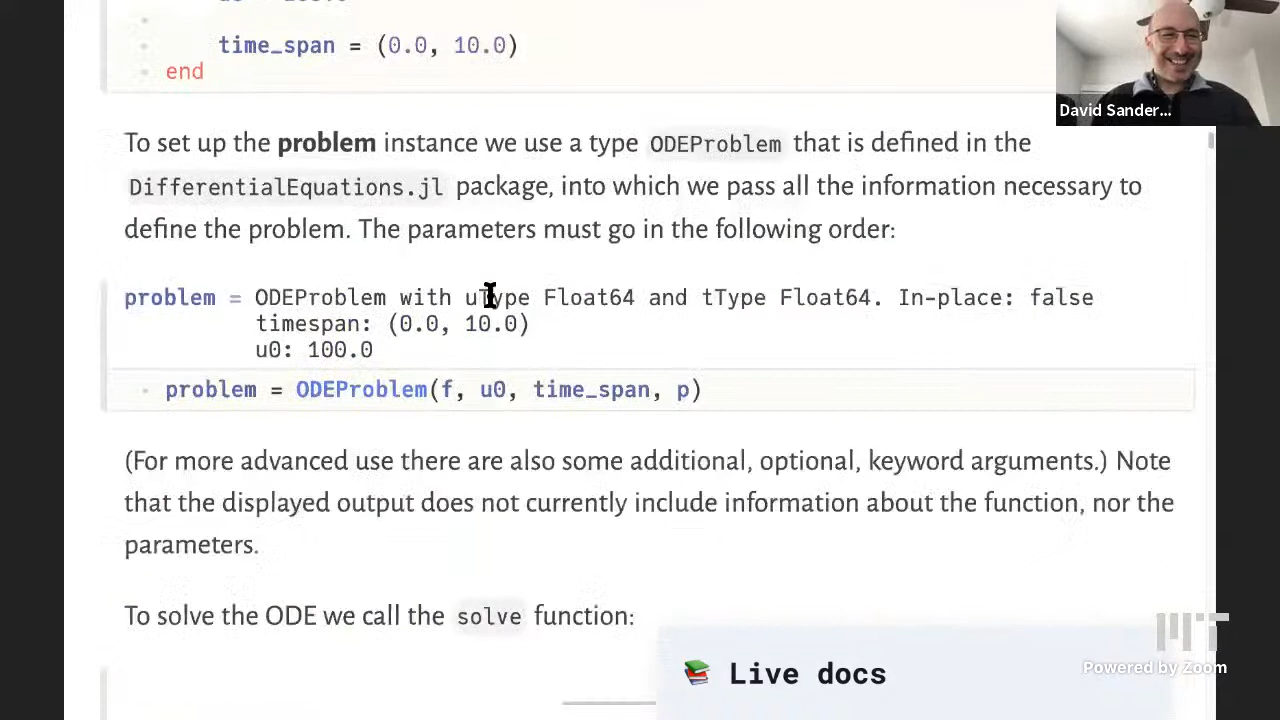 time_span = (0.0, 10.0)
end
David Sander...
To set up the problem instance we use a type ODEProblem that is defined in the
DifferentialEquations.jl package, into which we pass all the information necessary to
define the problem. The parameters must go in the following order:
problem = ODEProblem with uType Float64 and tType Float64. In-place: false
timespan: (0.0, 10.0)
u0: 100.0
problem = ODEProblem(f, u0, time_span, p)
(For more advanced use there are also some additional, optional, keyword arguments.) Note
that the displayed output does not currently include information about the function, nor the
parameters.
To solve the ODE we call the solve function:
MIT
Powered by Zoom
Live docs